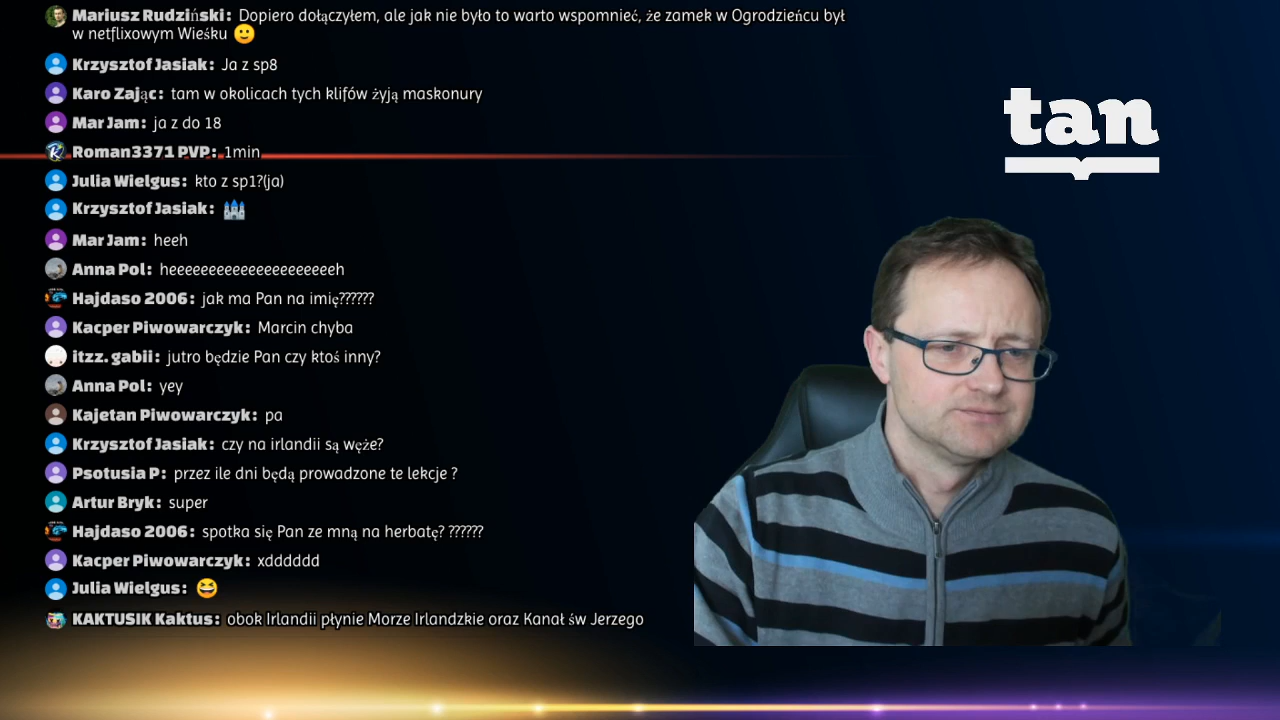 Mariusz Rudziński: Dopiero dołączyłem, ale jak nie było to warto wspomnieć, że zamek w Ogrodzieńcu był
w netflixowym Wieśku 🙂
Krzysztof Jasiak: Ja z sp8
Karo Zając: tam w okolicach tych klifów żyją maskonury
Mar Jam: ja z do 18
Roman3371 PVP: 1min
Julia Wielgus: kto z sp1?(ja)
Krzysztof Jasiak: 🏰
Mar Jam: heeh
Anna Pol: heeeeeeeeeeeeeeeeeeeeeh
Hajdaso 2006: jak ma Pan na imię??????
Kacper Piwowarczyk: Marcin chyba
itzz. gabii: jutro będzie Pan czy ktoś inny?
Anna Pol: yey
Kajetan Piwowarczyk: pa
Krzysztof Jasiak: czy na irlandii są węże?
Psotusia P: przez ile dni będą prowadzone te lekcje ?
Artur Bryk: super
Hajdaso 2006: spotka się Pan ze mną na herbatę? ??????
Kacper Piwowarczyk: xdddddd
Julia Wielgus: 😆
KAKTUSIK Kaktus: obok Irlandii płynie Morze Irlandzkie oraz Kanał św Jerzego
tan